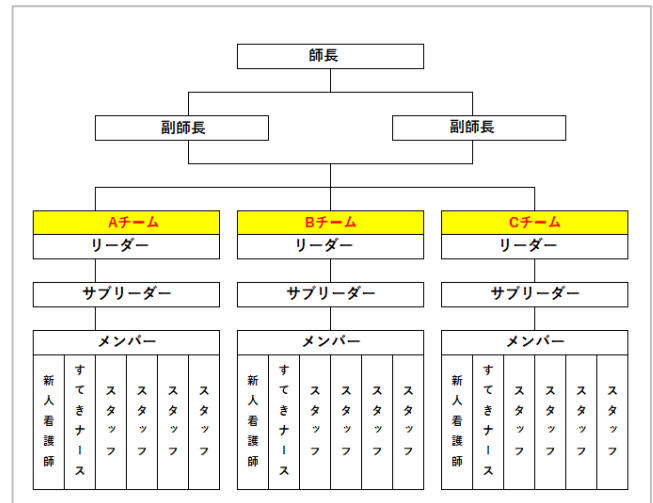 師長
副師長
副師長
Aチーム
リーダー
サブリーダー
メンバー
新人看護師
すてきナース
スタッフ
スタッフ
スタッフ
スタッフ
Bチーム
リーダー
サブリーダー
メンバー
新人看護師
すてきナース
スタッフ
スタッフ
スタッフ
スタッフ
Cチーム
リーダー
サブリーダー
メンバー
新人看護師
すてきナース
スタッフ
スタッフ
スタッフ
スタッフ